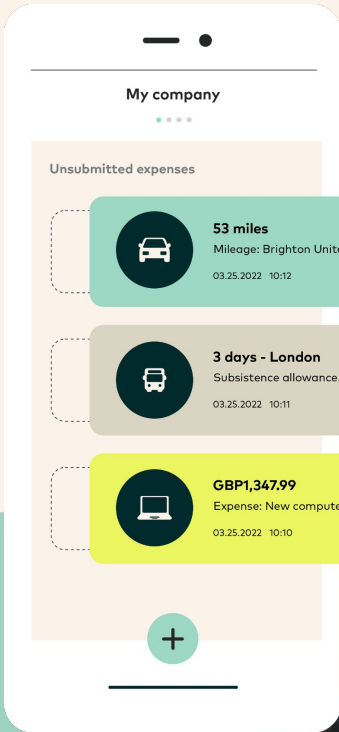 My company
Unsubmitted expenses
53 miles
Mileage: Brighton Unite
03.25.2022 10:12
3 days - London
Subsistence allowance.
03.25.2022 10:11
GBP1,347.99
Expense: New compute
03.25.2022 10:10